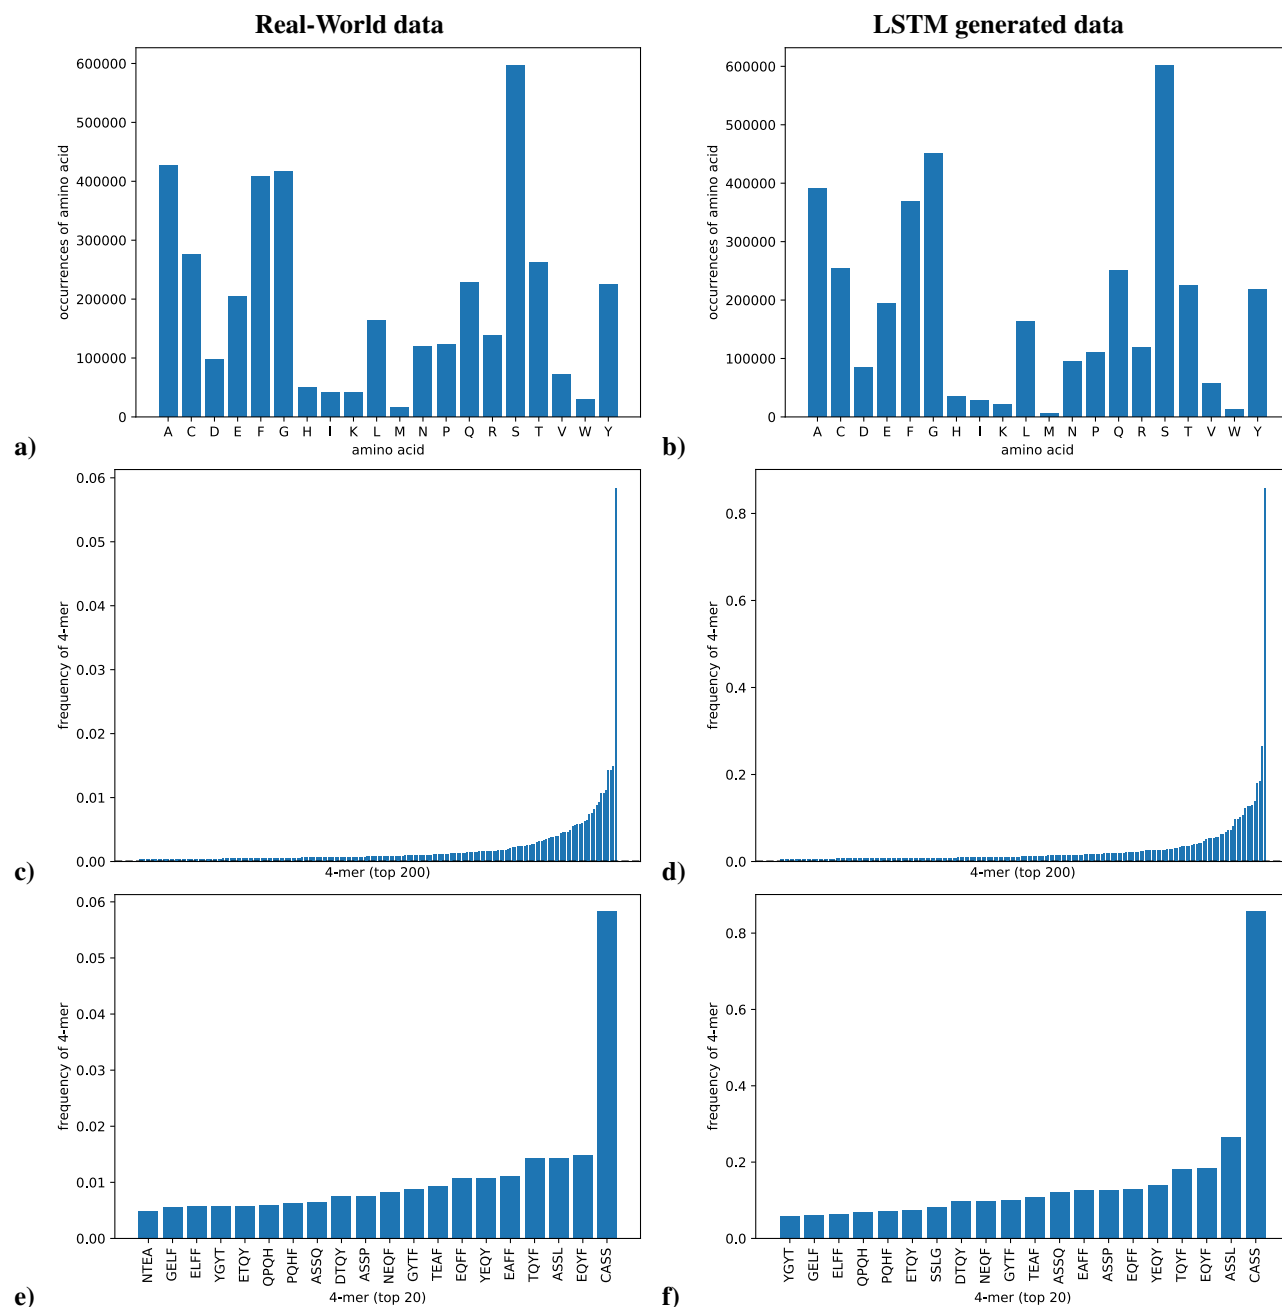 Real-World data
LSTM generated data
600000
500000
400000
300000
200000
100000
0
occurrences of amino acid
A C D E F G H I K L M N P Q R S T V W Y
amino acid
a)
600000
500000
400000
300000
200000
100000
0
occurrences of amino acid
A C D E F G H I K L M N P Q R S T V W Y
amino acid
b)
0.06
0.05
0.04
0.03
0.02
0.01
0.00
frequency of 4-mer
4-mer (top 200)
c)
0.8
0.6
0.4
0.2
0.0
frequency of 4-mer
4-mer (top 200)
d)
0.06
0.05
0.04
0.03
0.02
0.01
0.00
frequency of 4-mer
NTEA GELF ELFF YGYT ETQY QPQH PQHF ASSQ DTQY ASSP NEQF GYTF TEAF EQFF YEQY EAFF TQYF ASSL EQYF CASS
4-mer (top 20)
e)
0.8
0.6
0.4
0.2
0.0
frequency of 4-mer
YGYT GELF ELFF QPQH PQHF ETQY SSLG DTQY NEQF GYTF TEAF ASSQ EAFF ASSP EQFF YEQY TQYF EQYF ASSL CASS
4-mer (top 20)
f)